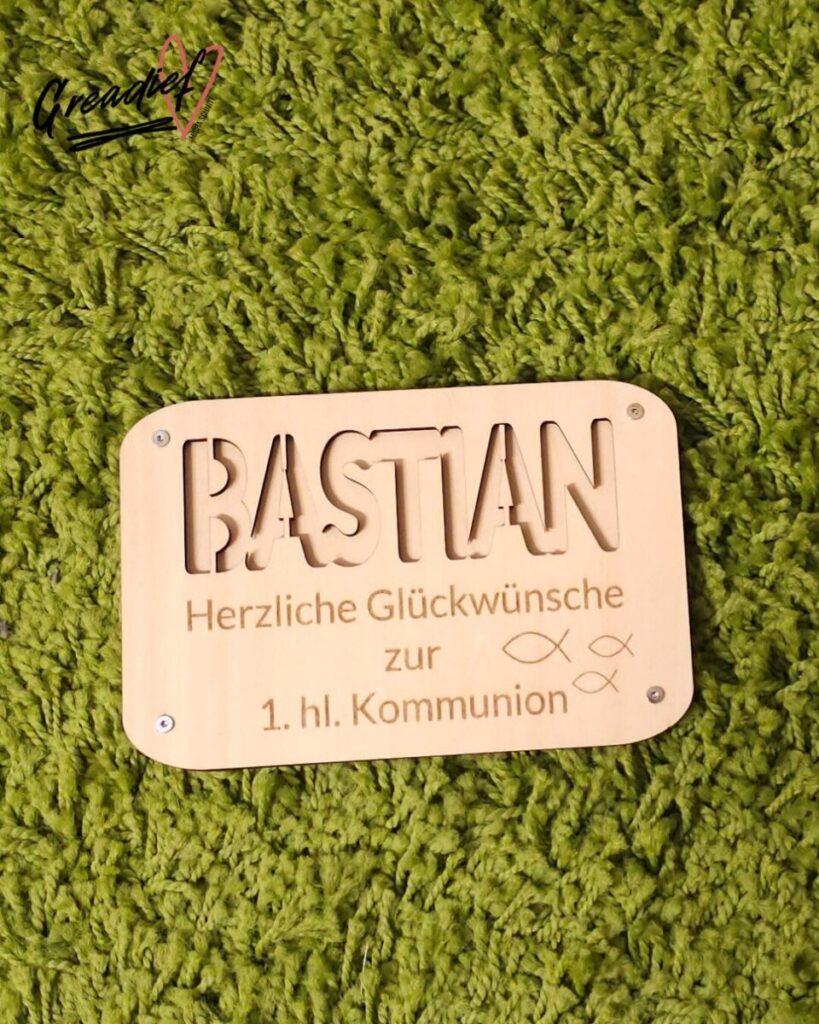 Greadief
BASTIAN
Herzliche Glückwünsche
zur
1. hl. Kommunion